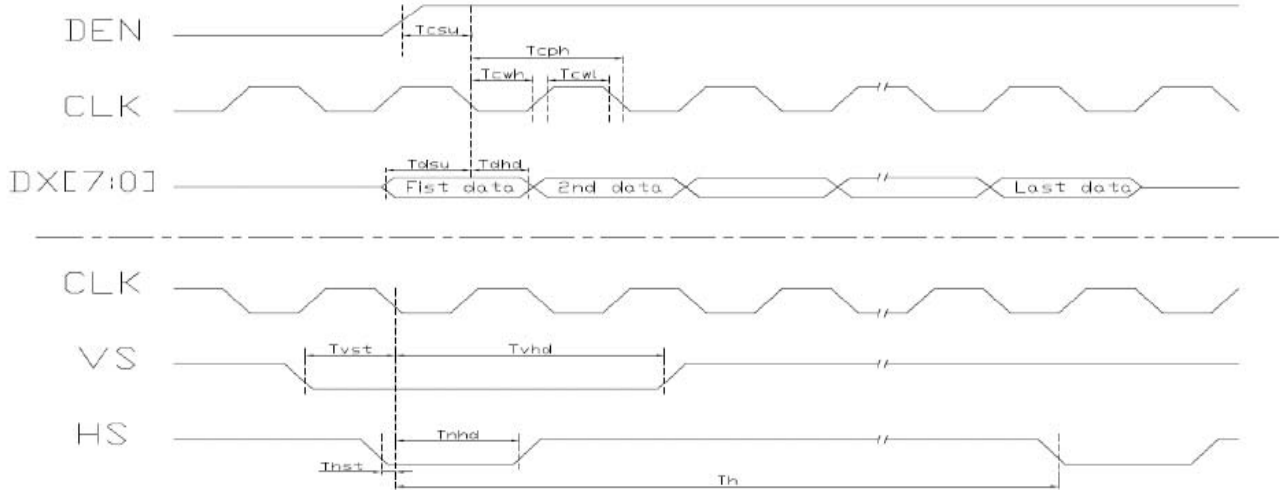 DEN
Tcsu
Tcph
CLK
Tcwh
Tcwl
DX[7:0]
Tdsu
Tdhd
Fist data
2nd data
Last data
CLK
VS
Tvst
Tvhd
HS
Thhd
Thst
Th